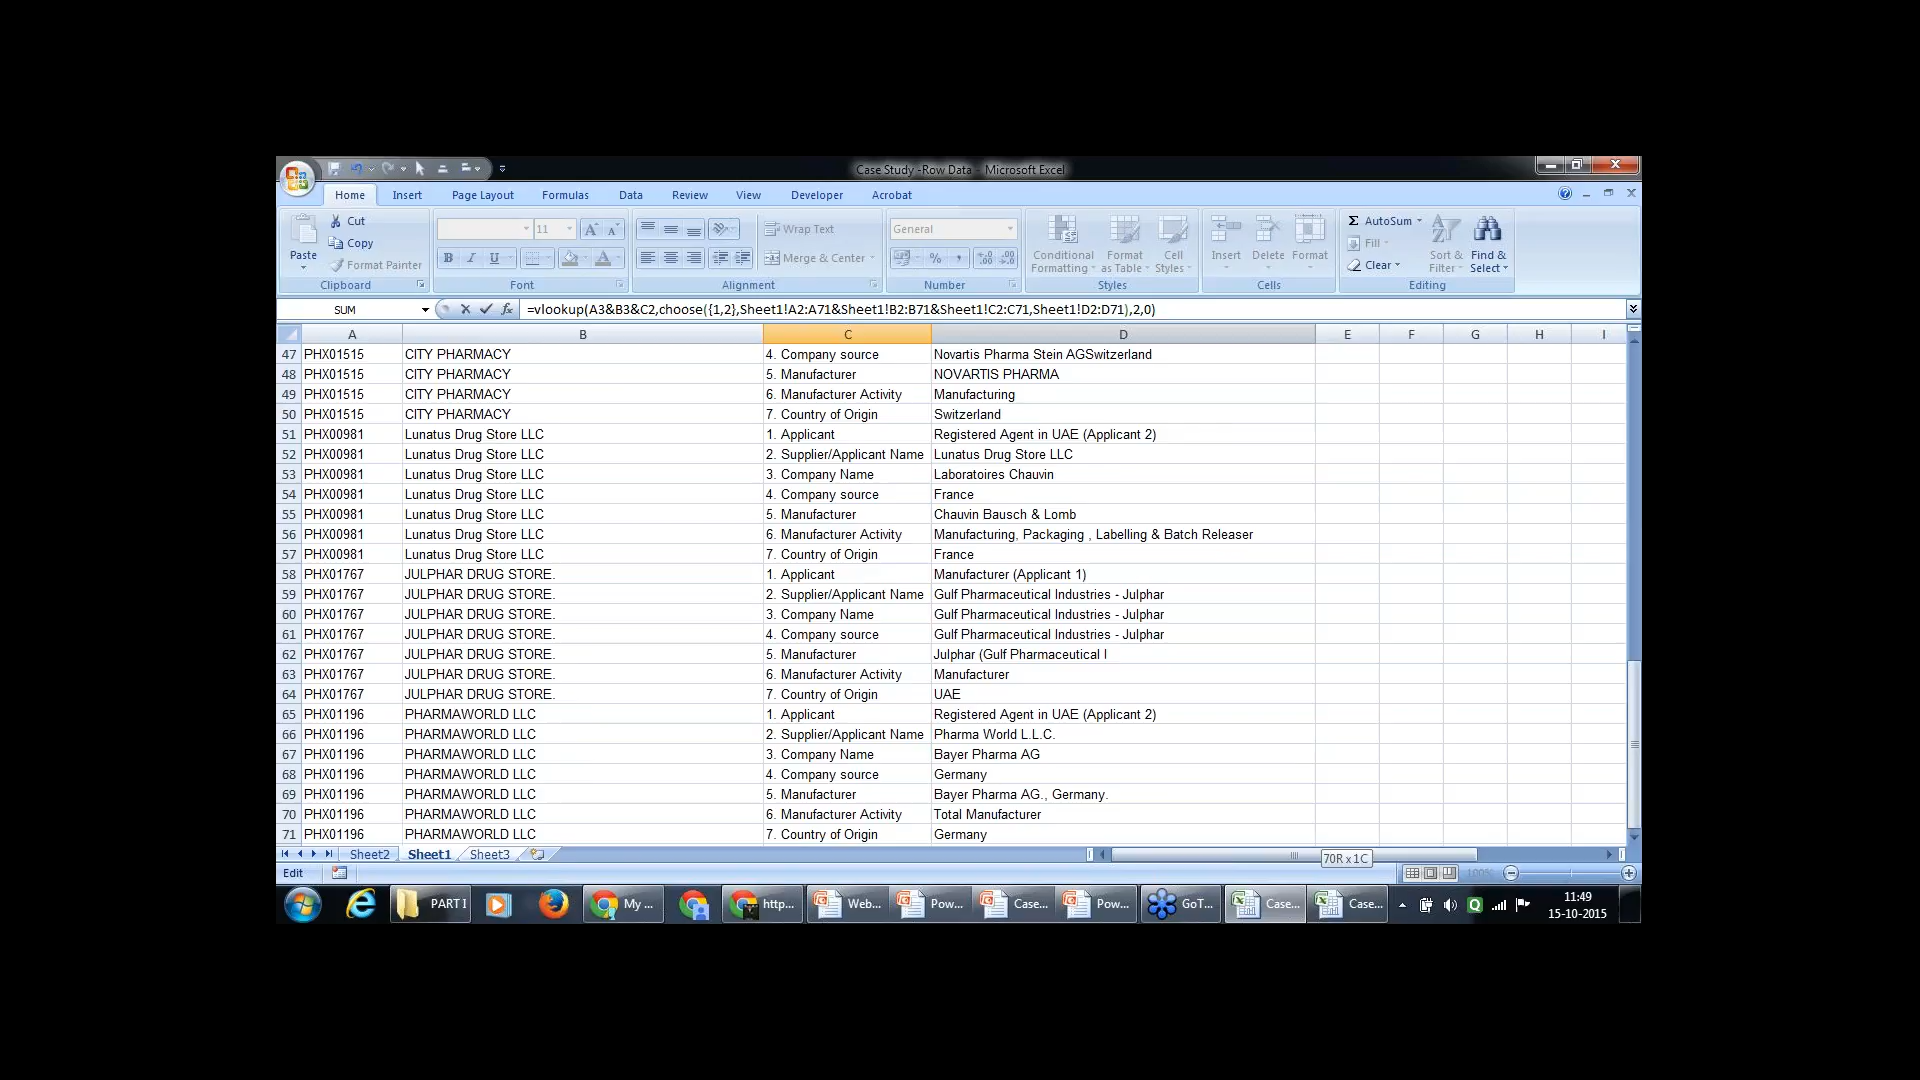 Case Study -Row Data - Microsoft Excel
Home Insert Page Layout Formulas Data Review View Developer Acrobat
Paste Cut Copy Format Painter Clipboard
11 B I U A A A Font
Wrap Text Merge & Center Alignment
General % , Number
Conditional Formatting Format as Table Cell Styles Styles
Insert Delete Format Cells
Σ AutoSum Fill Clear Sort & Filter Find & Select Editing
SUM fx =vlookup(A3&B3&C2,choose({1,2},Sheet1!A2:A71&Sheet1!B2:B71&Sheet1!C2:C71,Sheet1!D2:D71),2,0)
A B C D E F G H I
47 PHX01515 CITY PHARMACY 4. Company source Novartis Pharma Stein AGSwitzerland
48 PHX01515 CITY PHARMACY 5. Manufacturer NOVARTIS PHARMA
49 PHX01515 CITY PHARMACY 6. Manufacturer Activity Manufacturing
50 PHX01515 CITY PHARMACY 7. Country of Origin Switzerland
51 PHX00981 Lunatus Drug Store LLC 1. Applicant Registered Agent in UAE (Applicant 2)
52 PHX00981 Lunatus Drug Store LLC 2. Supplier/Applicant Name Lunatus Drug Store LLC
53 PHX00981 Lunatus Drug Store LLC 3. Company Name Laboratoires Chauvin
54 PHX00981 Lunatus Drug Store LLC 4. Company source France
55 PHX00981 Lunatus Drug Store LLC 5. Manufacturer Chauvin Bausch & Lomb
56 PHX00981 Lunatus Drug Store LLC 6. Manufacturer Activity Manufacturing, Packaging , Labelling & Batch Releaser
57 PHX00981 Lunatus Drug Store LLC 7. Country of Origin France
58 PHX01767 JULPHAR DRUG STORE. 1. Applicant Manufacturer (Applicant 1)
59 PHX01767 JULPHAR DRUG STORE. 2. Supplier/Applicant Name Gulf Pharmaceutical Industries - Julphar
60 PHX01767 JULPHAR DRUG STORE. 3. Company Name Gulf Pharmaceutical Industries - Julphar
61 PHX01767 JULPHAR DRUG STORE. 4. Company source Gulf Pharmaceutical Industries - Julphar
62 PHX01767 JULPHAR DRUG STORE. 5. Manufacturer Julphar (Gulf Pharmaceutical I
63 PHX01767 JULPHAR DRUG STORE. 6. Manufacturer Activity Manufacturer
64 PHX01767 JULPHAR DRUG STORE. 7. Country of Origin UAE
65 PHX01196 PHARMAWORLD LLC 1. Applicant Registered Agent in UAE (Applicant 2)
66 PHX01196 PHARMAWORLD LLC 2. Supplier/Applicant Name Pharma World L.L.C.
67 PHX01196 PHARMAWORLD LLC 3. Company Name Bayer Pharma AG
68 PHX01196 PHARMAWORLD LLC 4. Company source Germany
69 PHX01196 PHARMAWORLD LLC 5. Manufacturer Bayer Pharma AG., Germany.
70 PHX01196 PHARMAWORLD LLC 6. Manufacturer Activity Total Manufacturer
71 PHX01196 PHARMAWORLD LLC 7. Country of Origin Germany
Sheet2 Sheet1 Sheet3 70R x 1C
Edit 100%
PART I My ... http... Web... Pow... Case... Pow... GoT... Case... Case... 11:49
15-10-2015